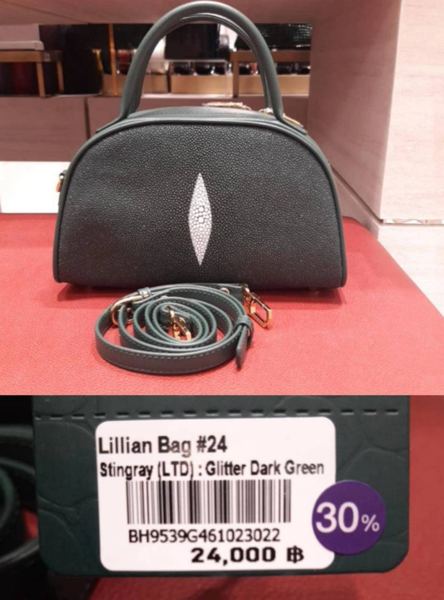 Lillian Bag #24
Stingray (LTD) : Glitter Dark Green
BH9539G461023022
24,000 ฿
30%